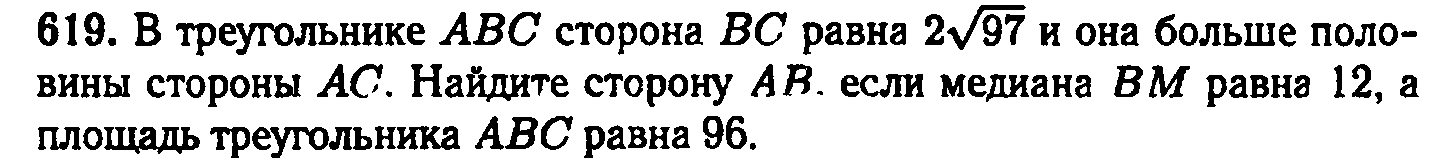 619. В треугольнике ABC сторона BC равна 2√97 и она больше поло-
вины стороны AC. Найдите сторону AB. если медиана BM равна 12, а
площадь треугольника ABC равна 96.